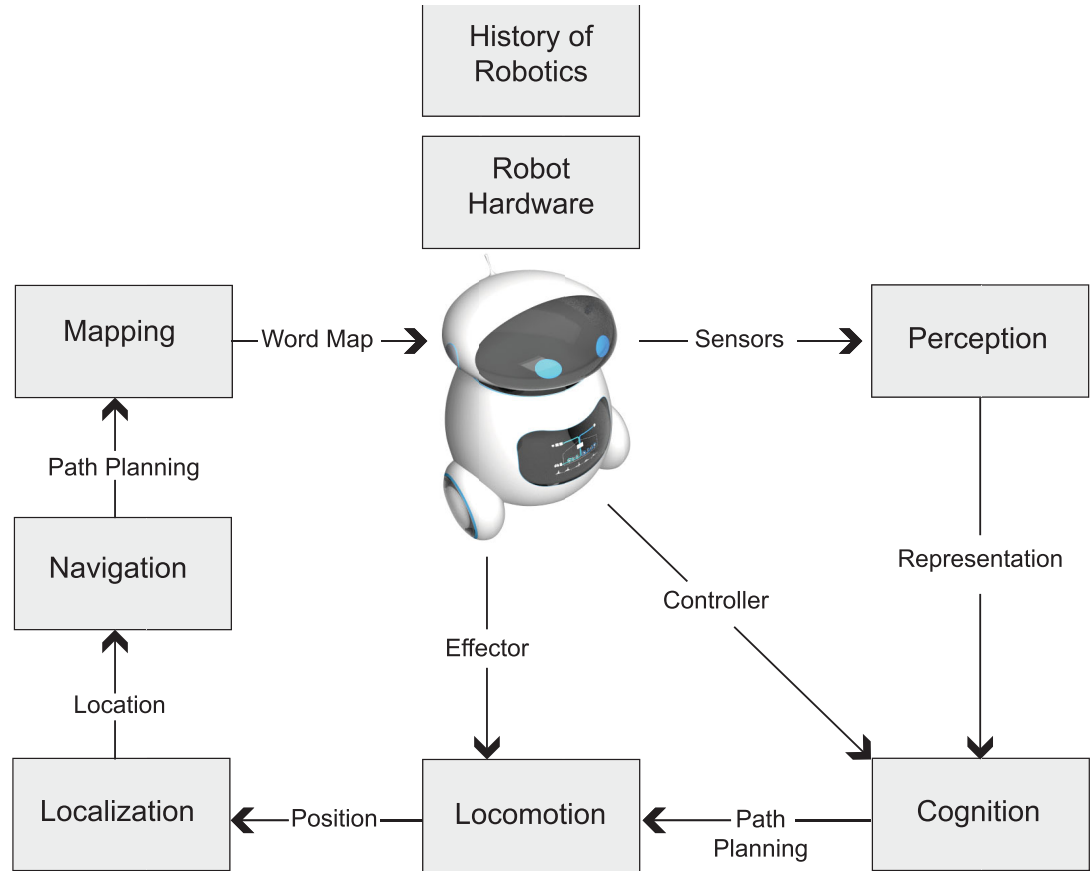 History of
Robotics
Robot
Hardware
Mapping
Word Map
Sensors
Perception
Path Planning
Navigation
Representation
Controller
Effector
Location
Localization
Position
Locomotion
Path
Planning
Cognition